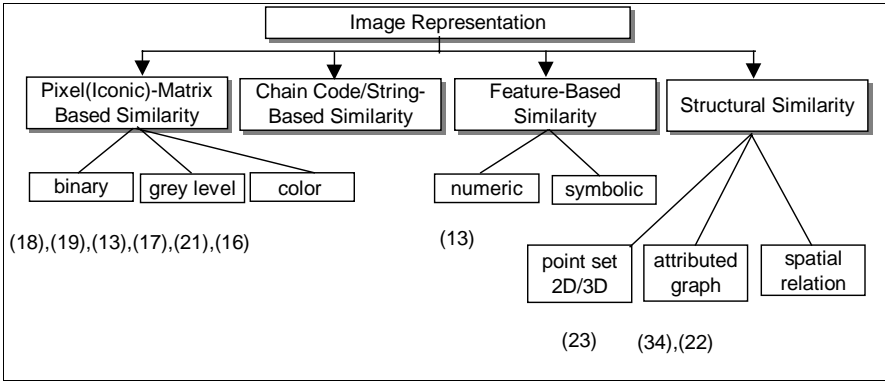 Image Representation
Pixel(Iconic)-Matrix
Based Similarity
Chain Code/String-
Based Similarity
Feature-Based
Similarity
Structural Similarity
binary
grey level
color
numeric
symbolic
(18),(19),(13),(17),(21),(16)
(13)
point set
2D/3D
attributed
graph
spatial
relation
(23)
(34),(22)